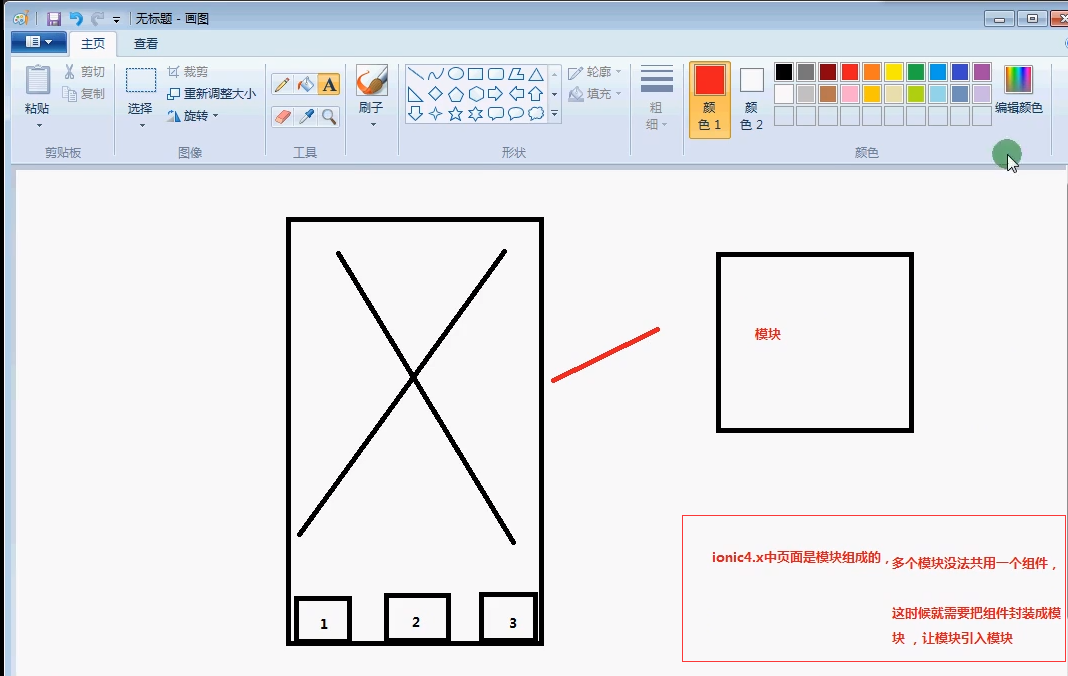 无标题 - 画图
主页 查看
粘贴
剪切
复制
剪贴板
选择
裁剪
重新调整大小
旋转
图像
A
工具
刷子
轮廓
填充
形状
粗
细
颜
色 1
颜
色 2
编辑颜色
颜色
模块
ionic4.x中页面是模块组成的，
多个模块没法共用一个组件，
这时候就需要把组件封装成模
块 ，让模块引入模块
1 2 3